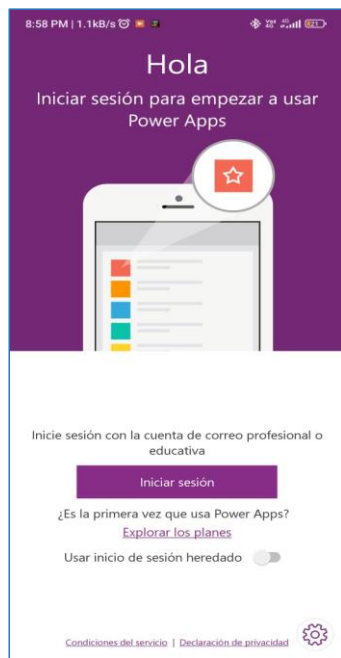 8:58 PM | 1.1kB/s
Hola
Iniciar sesión para empezar a usar
Power Apps
Inicie sesión con la cuenta de correo profesional o
educativa
Iniciar sesión
¿Es la primera vez que usa Power Apps?
Explorar los planes
Usar inicio de sesión heredado
Condiciones del servicio | Declaración de privacidad